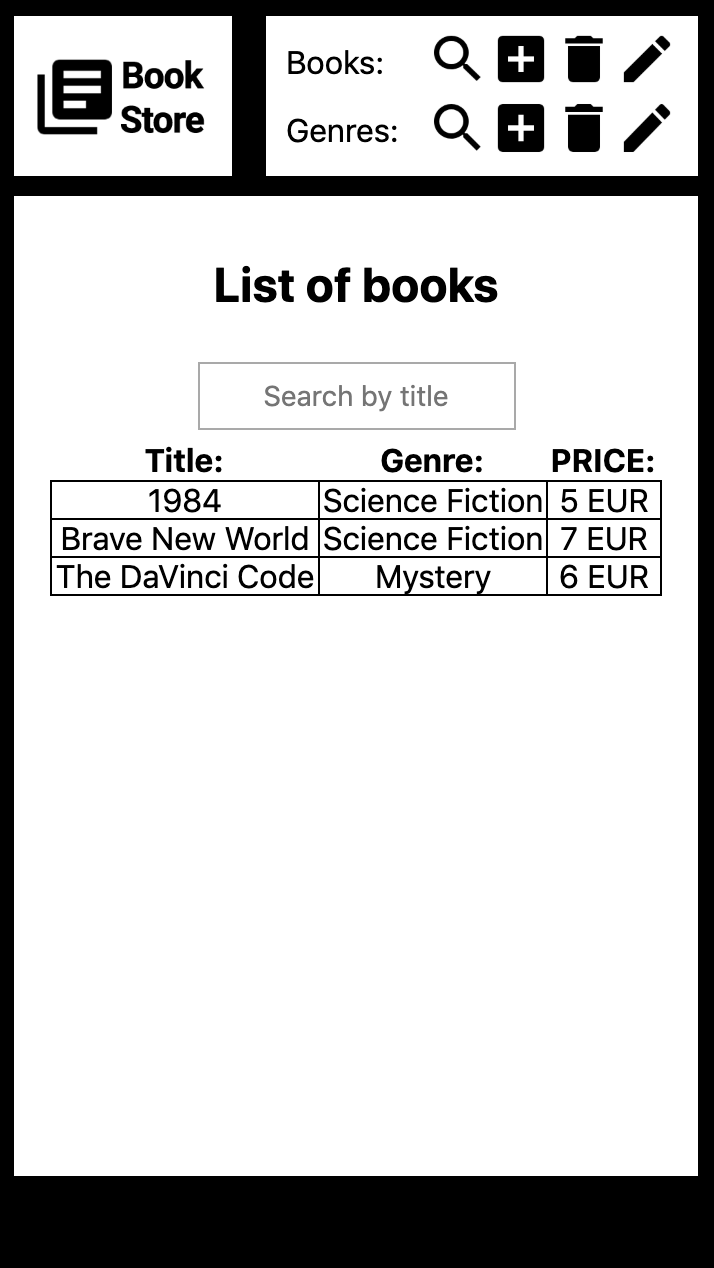 Book
Store
Books:
Genres:
List of books
Search by title
Title: Genre: PRICE:
1984 Science Fiction 5 EUR
Brave New World Science Fiction 7 EUR
The DaVinci Code Mystery 6 EUR